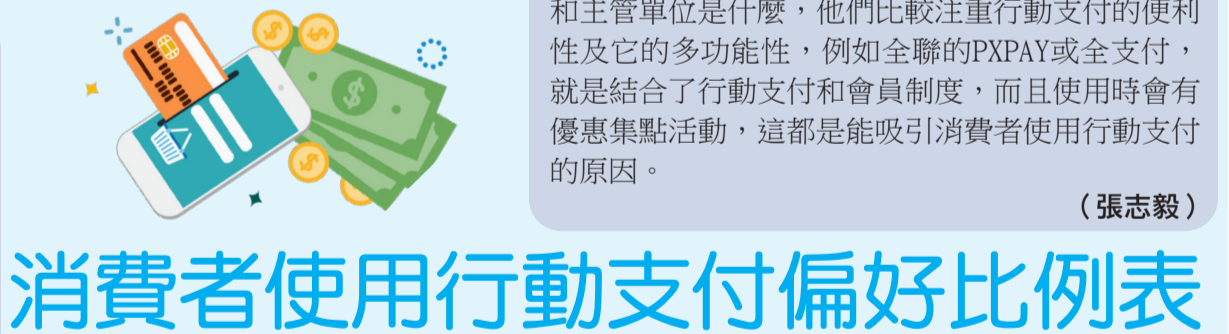 和主管單位是什麼，他們比較注重行動支付的便利
性及它的多功能性，例如全聯的PXPAY或全支付，
就是結合了行動支付和會員制度，而且使用時會有
優惠集點活動，這都是能吸引消費者使用行動支付
的原因。
（張志毅）
消費者使用行動支付偏好比例表